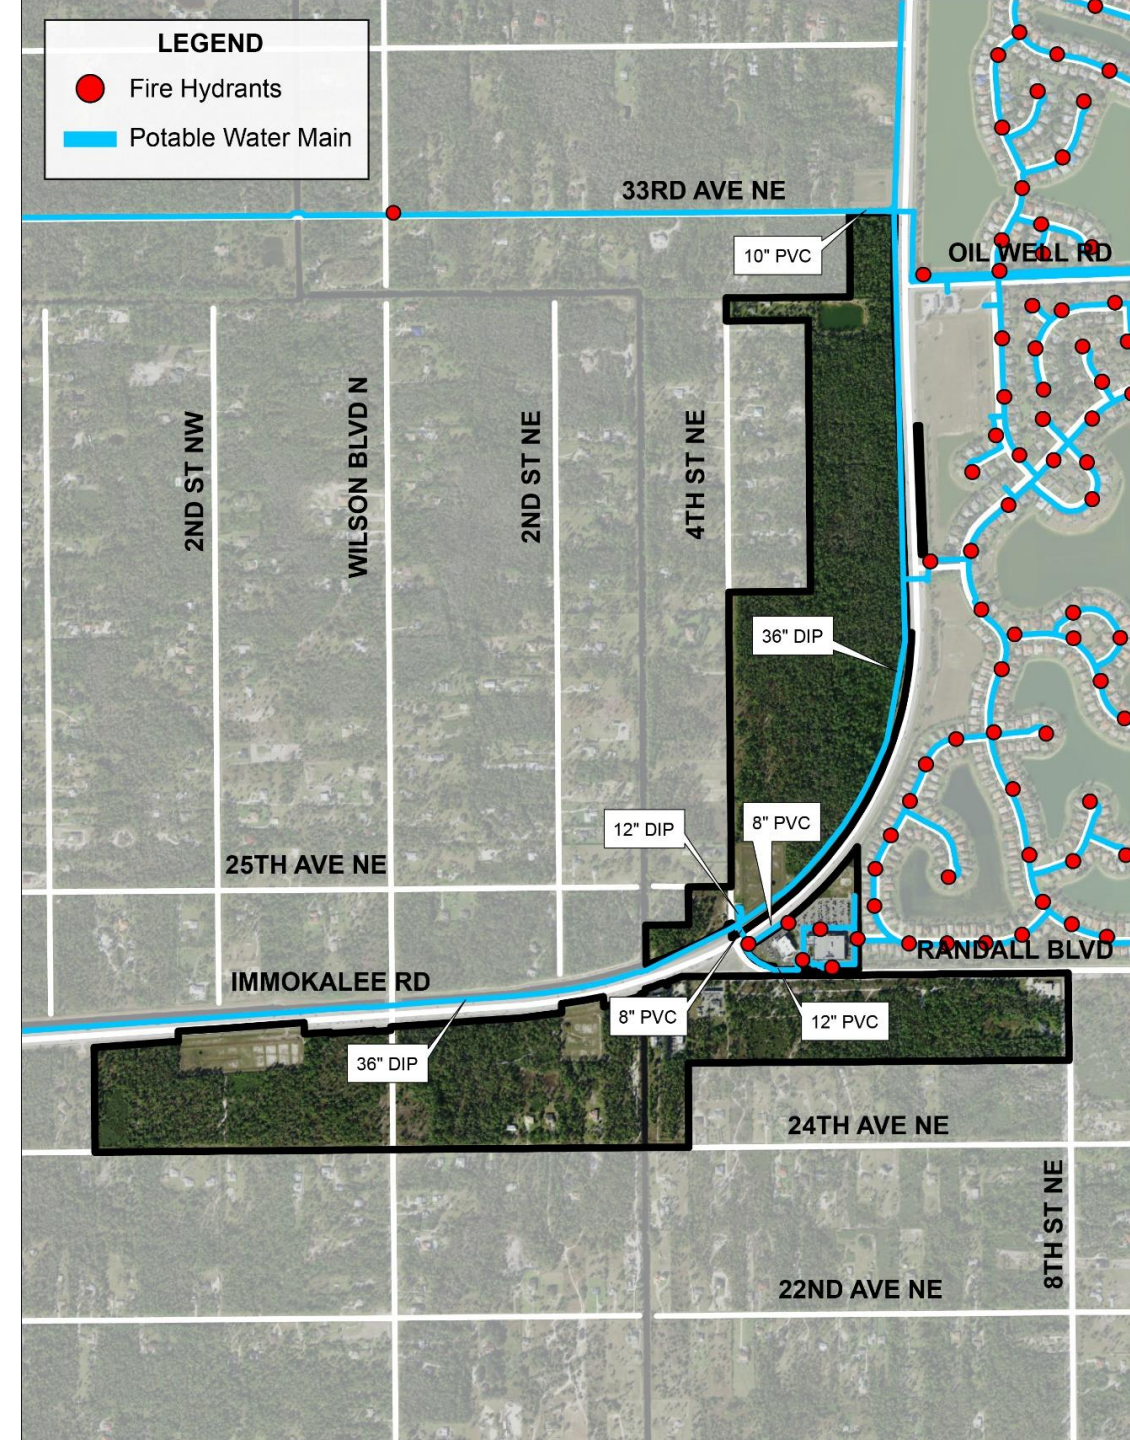 LEGEND
Fire Hydrants
Potable Water Main
33RD AVE NE
10" PVC
OIL WELL RD
2ND ST NW
WILSON BLVD N
2ND ST NE
4TH ST NE
36" DIP
12" DIP
8" PVC
25TH AVE NE
RANDALL BLVD
IMMOKALEE RD
8" PVC
12" PVC
36" DIP
24TH AVE NE
8TH ST NE
22ND AVE NE